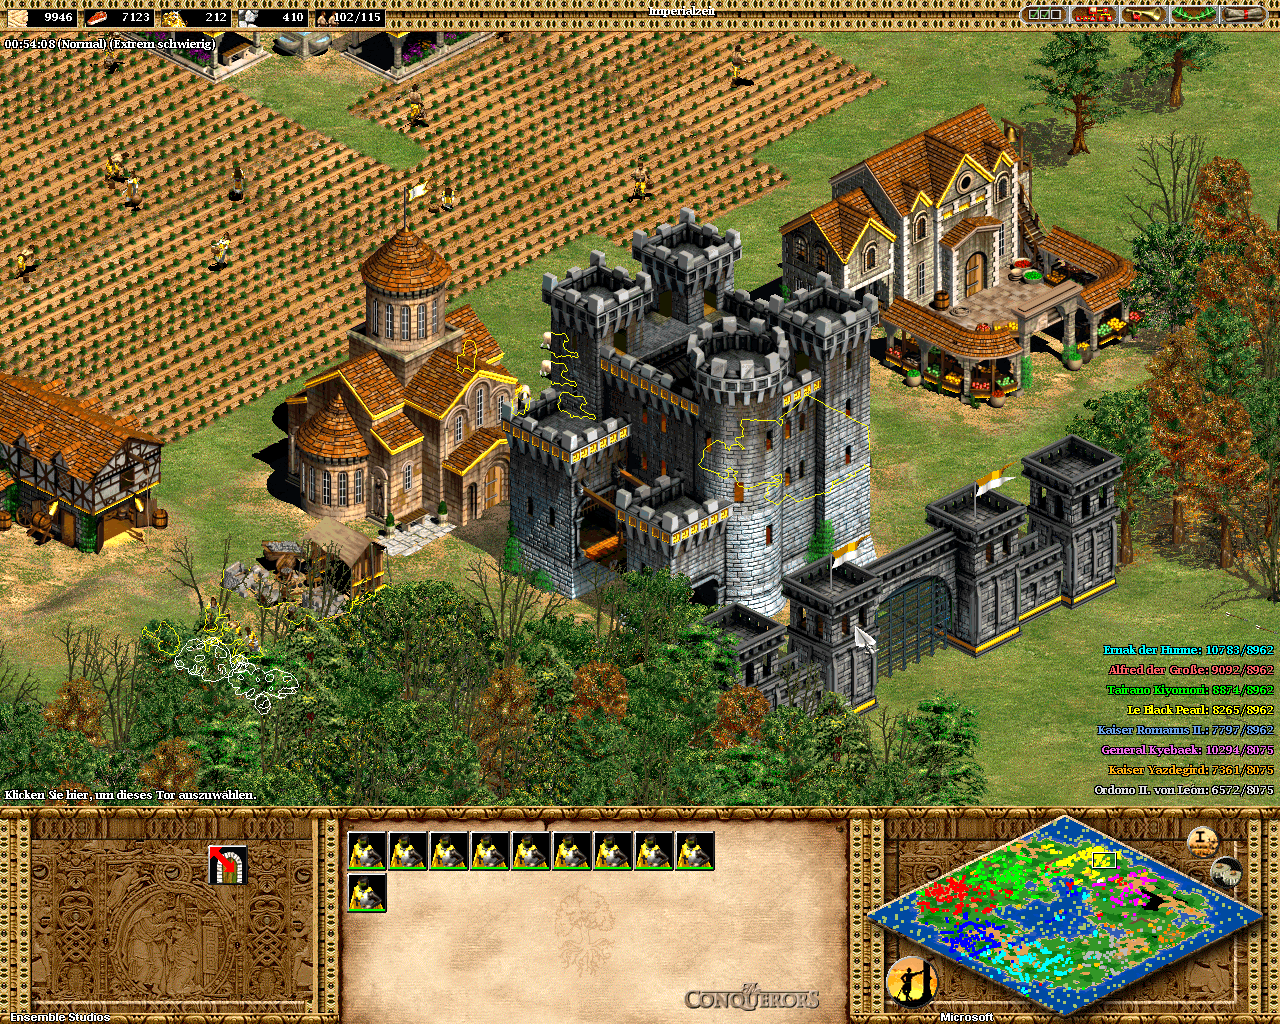 9946 7123 212 410 102/115 Imperialzeit
00:54:08 (Normal) (Extrem schwierig)
Ernak der Hunne: 10783/8962
Alfred der Große: 9092/8962
Tairano Kiyomori: 8874/8962
Le Black Pearl: 8265/8962
Kaiser Romanus II.: 7797/8962
General Kyebaek: 10294/8075
Kaiser Yazdegird: 7361/8075
Ordono II. von León: 6572/8075
Klicken Sie hier, um dieses Tor auszuwählen.
The Conquerors
Ensemble Studios
Microsoft